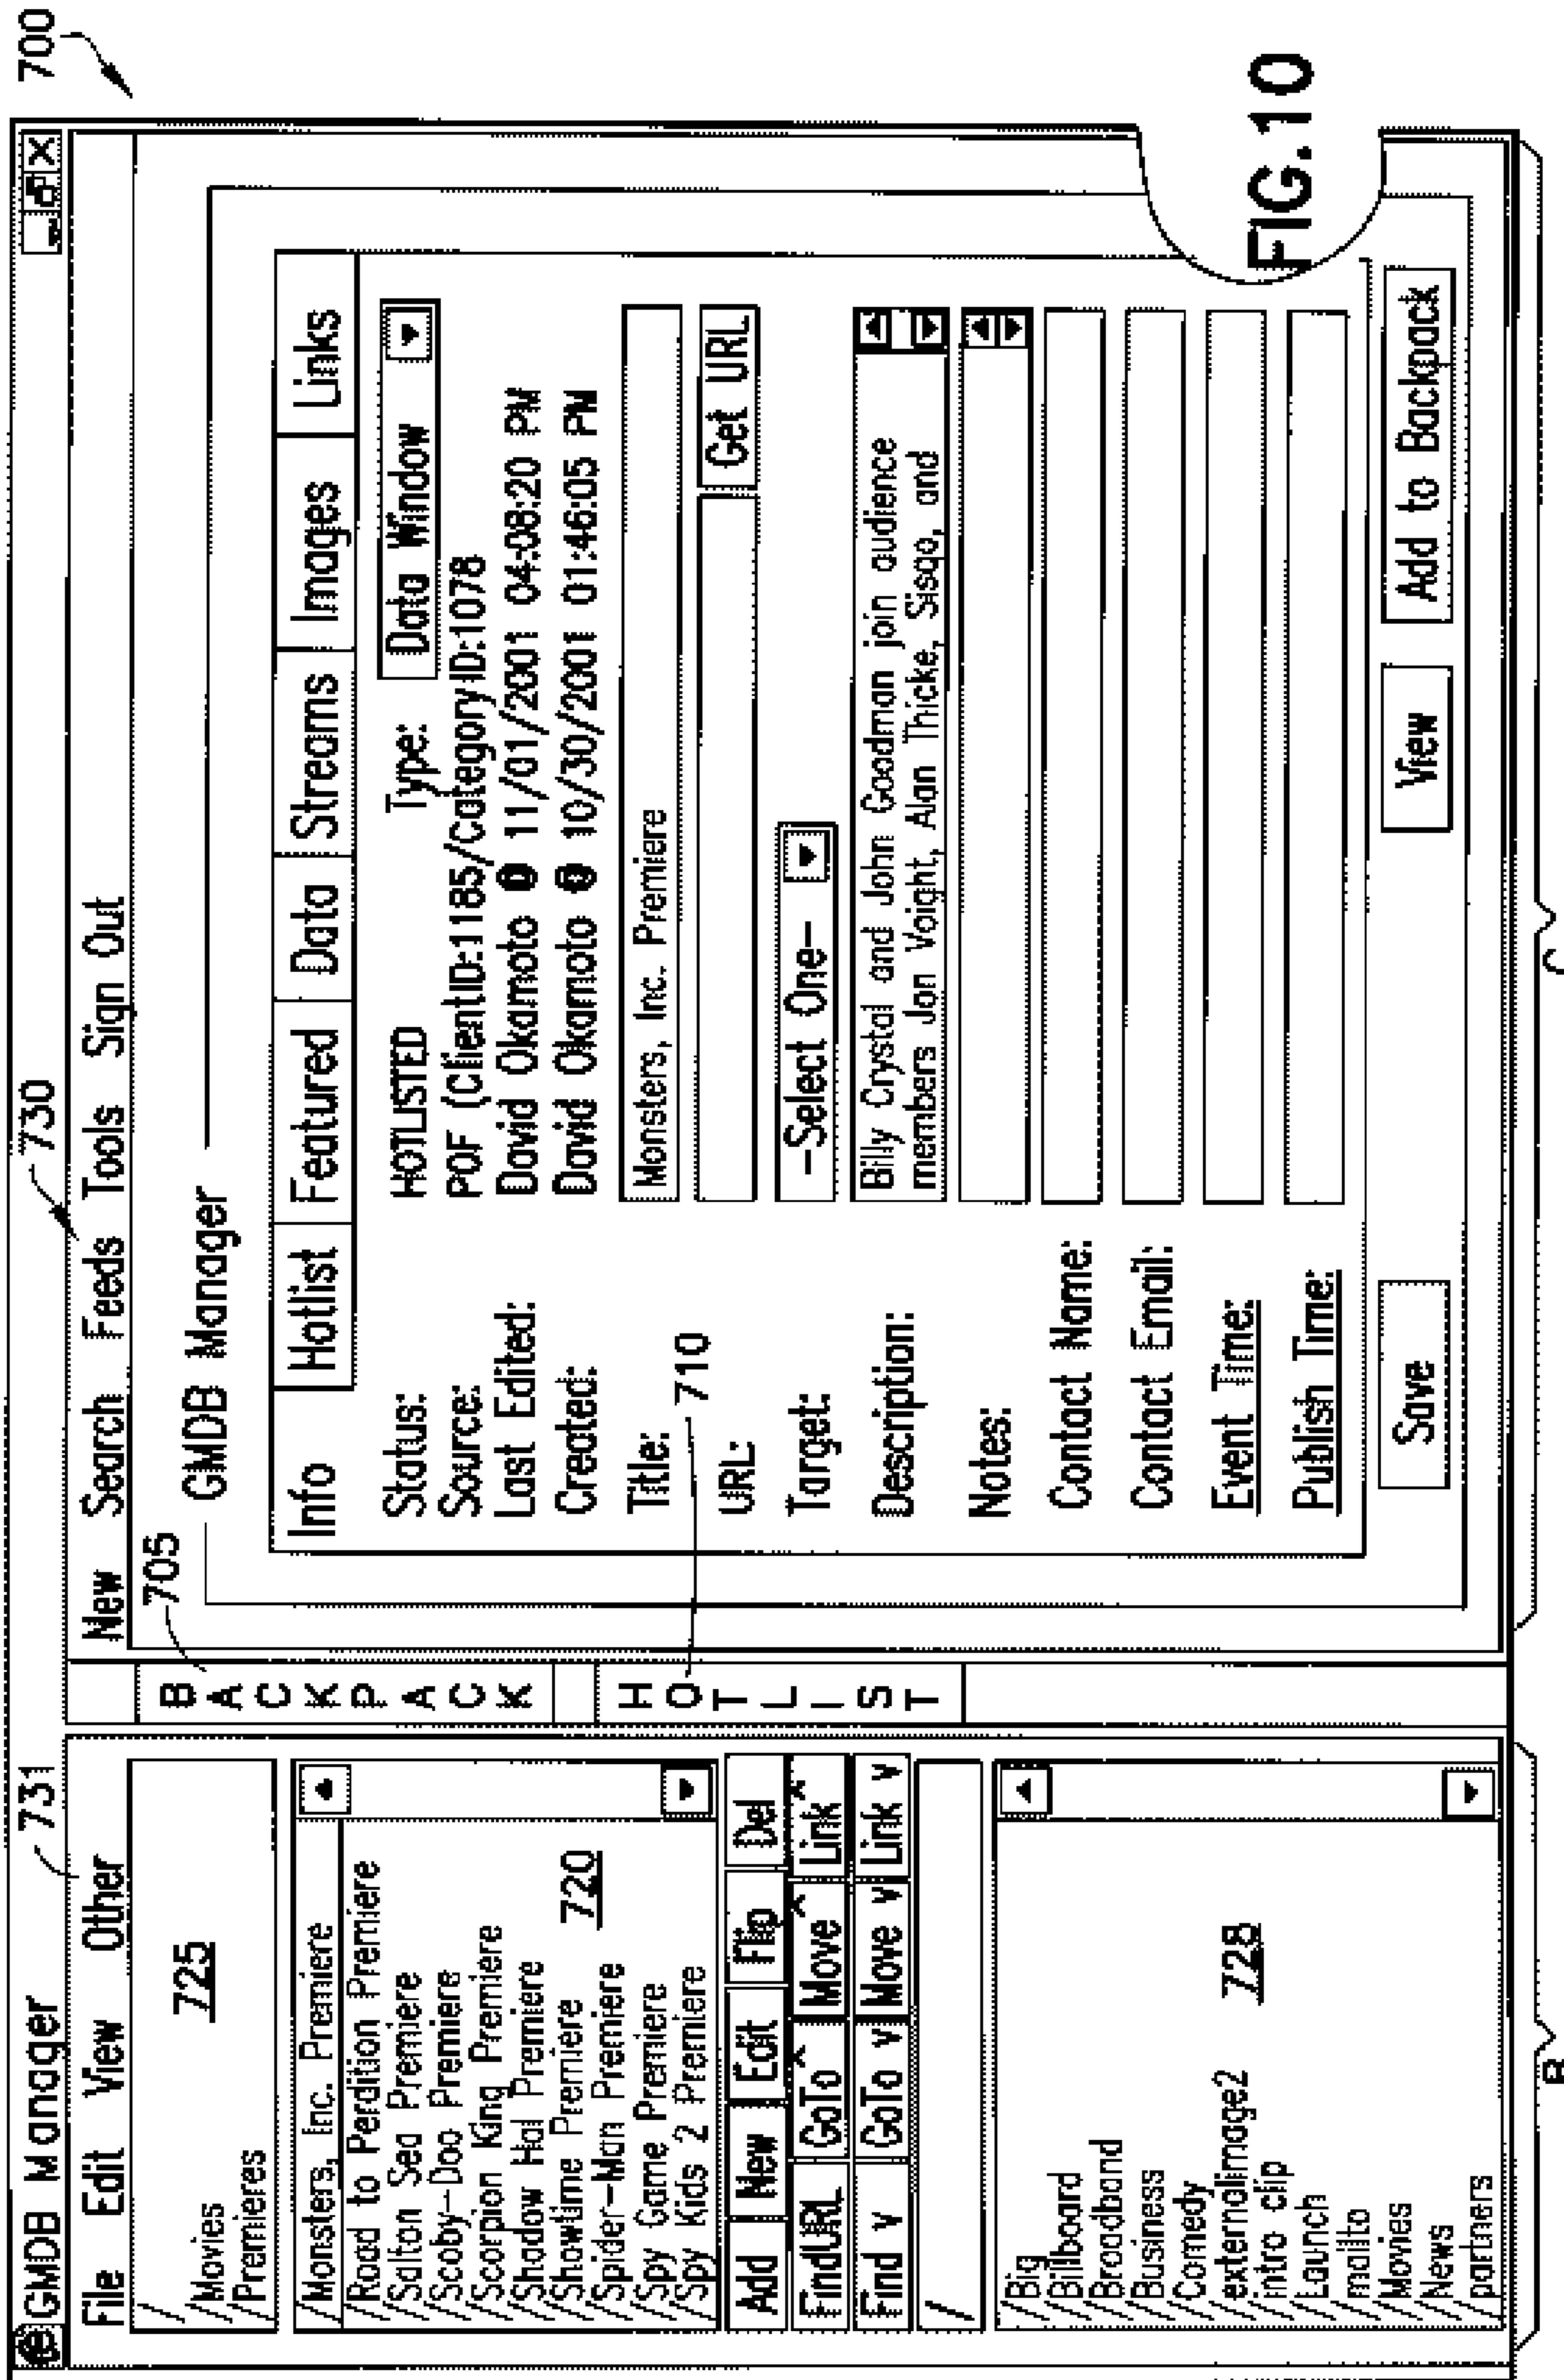 700
GMDB Manager
731
730
File Edit View Other
New Search Feeds Tools Sign Out
/
/Movies
/Premieres
725
/Monsters, Inc. Premiere
/Road to Perdition Premiere
/Salton Sea Premiere
/Scoby-Doo Premiere
/Scorpion King Premiere
/Shadow Hal Premiere
/Showtime Premiere
/Spider-Man Premiere
/Spy Game Premiere
/Spy Kids 2 Premiere
720
Add New Edit Flip Del
FindURL GoTo ^ Move ^ Link ^
Find v GoTo v Move v Link v
/
/Big
/Billboard
/Broadband
/Business
/Comedy
/externalimage2
/intro clip
/Launch
/mailto
/Movies
/News
/partners
728
B
705
BACKPACK
HOTLIST
710
GMDB Manager
Info Hotlist Featured Data Streams Images Links
Status: HOTLISTED Type: Data Window
Source: POF (ClientID:1185/CategoryID:1078
Last Edited: David Okamoto @ 11/01/2001 04:08:20 PM
Created: David Okamoto @ 10/30/2001 01:46:05 PM
Title: Monsters, Inc. Premiere
URL: Get URL
Target: -Select One-
Description: Billy Crystal and John Goodman join audience
members Jon Voight, Alan Thicke, Sisqo, and
Notes:
Contact Name:
Contact Email:
Event Time:
Publish Time:
Save View Add to Backpack
C
FIG. 10